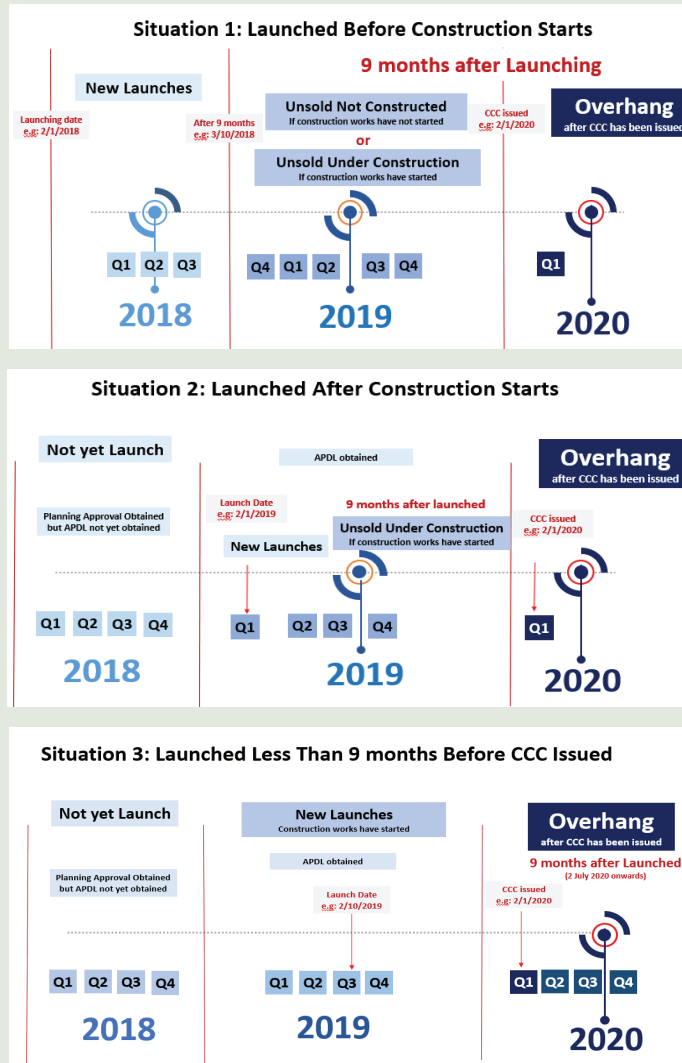 Situation 1: Launched Before Construction Starts
9 months after Launching
New Launches
Launching date
e.g: 2/1/2018
After 9 months
e.g: 3/10/2018
Unsold Not Constructed
If construction works have not started
or
Unsold Under Construction
If construction works have started
CCC issued
e.g: 2/1/2020
Overhang
after CCC has been issued
Q1 Q2 Q3
Q4 Q1 Q2 Q3 Q4
Q1
2018
2019
2020
Situation 2: Launched After Construction Starts
Not yet Launch
Planning Approval Obtained
but APDL not yet obtained
APDL obtained
Launch Date
e.g: 2/1/2019
New Launches
9 months after launched
Unsold Under Construction
If construction works have started
Overhang
after CCC has been issued
CCC issued
e.g: 2/1/2020
Q1 Q2 Q3 Q4
Q1 Q2 Q3 Q4
Q1
2018
2019
2020
Situation 3: Launched Less Than 9 months Before CCC Issued
Not yet Launch
Planning Approval Obtained
but APDL not yet obtained
New Launches
Construction works have started
APDL obtained
Launch Date
e.g: 2/10/2019
Overhang
after CCC has been issued
9 months after Launched
(2 July 2020 onwards)
CCC issued
e.g: 2/1/2020
Q1 Q2 Q3 Q4
Q1 Q2 Q3 Q4
Q1 Q2 Q3 Q4
2018
2019
2020